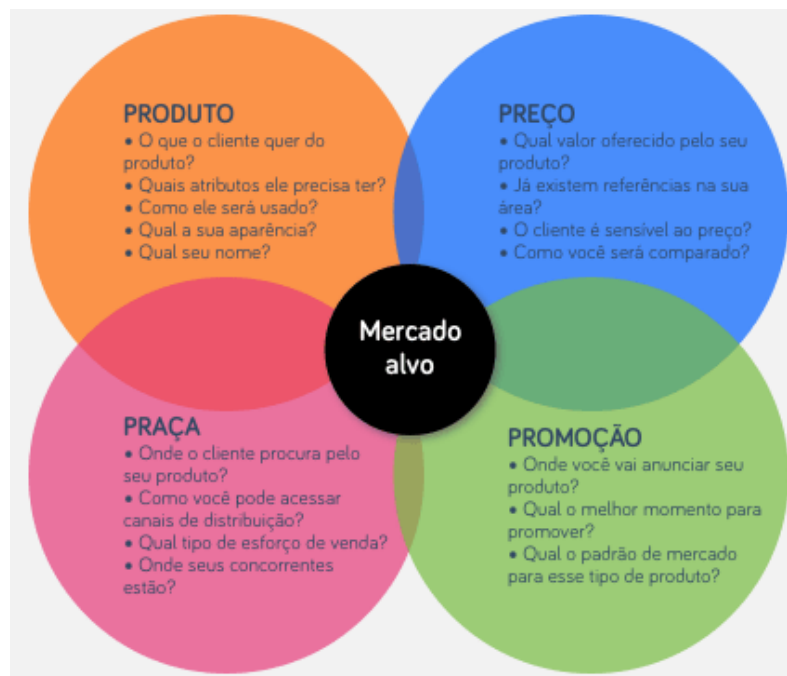 PRODUTO
• O que o cliente quer do
produto?
• Quais atributos ele precisa ter?
• Como ele será usado?
• Qual a sua aparência?
• Qual seu nome?
PREÇO
• Qual valor oferecido pelo seu
produto?
• Já existem referências na sua
área?
• O cliente é sensível ao preço?
• Como você será comparado?
Mercado
alvo
PRAÇA
• Onde o cliente procura pelo
seu produto?
• Como você pode acessar
canais de distribuição?
• Qual tipo de esforço de venda?
• Onde seus concorrentes
estão?
PROMOÇÃO
• Onde você vai anunciar seu
produto?
• Qual o melhor momento para
promover?
• Qual o padrão de mercado
para esse tipo de produto?